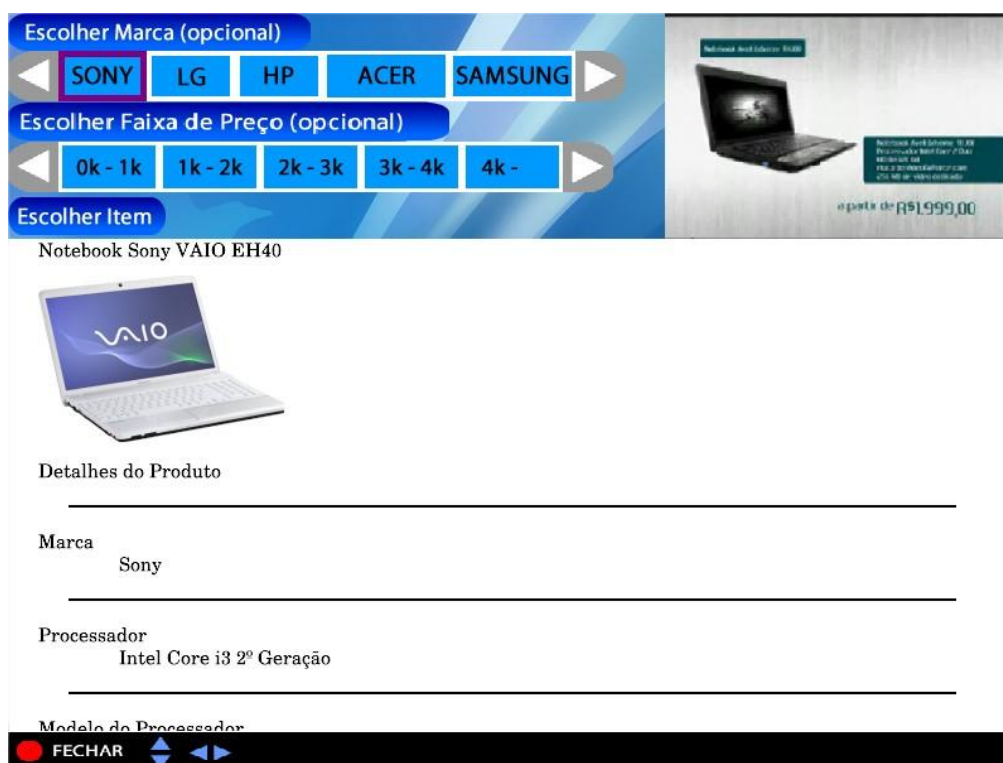 Escolher Marca (opcional)
SONY LG HP ACER SAMSUNG
Escolher Faixa de Preço (opcional)
0k - 1k 1k - 2k 2k - 3k 3k - 4k 4k -
Escolher Item
a partir de R$1.999,00
Notebook Sony VAIO EH40
VAIO
Detalhes do Produto
Marca
Sony
Processador
Intel Core i3 2º Geração
Modelo do Processador
FECHAR